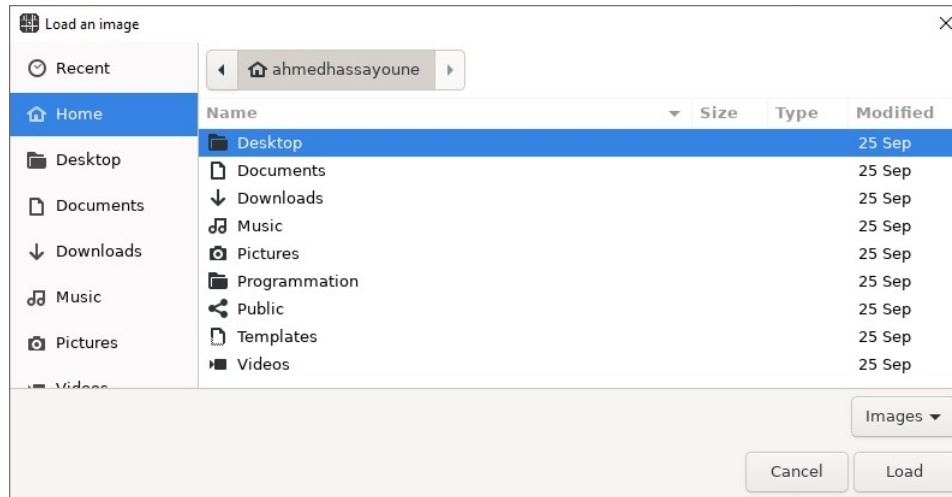 Load an image
Recent
Home
Desktop
Documents
Downloads
Music
Pictures
Videos
ahmedhassayoune
Name Size Type Modified
Desktop 25 Sep
Documents 25 Sep
Downloads 25 Sep
Music 25 Sep
Pictures 25 Sep
Programmation 25 Sep
Public 25 Sep
Templates 25 Sep
Videos 25 Sep
Images
Cancel Load